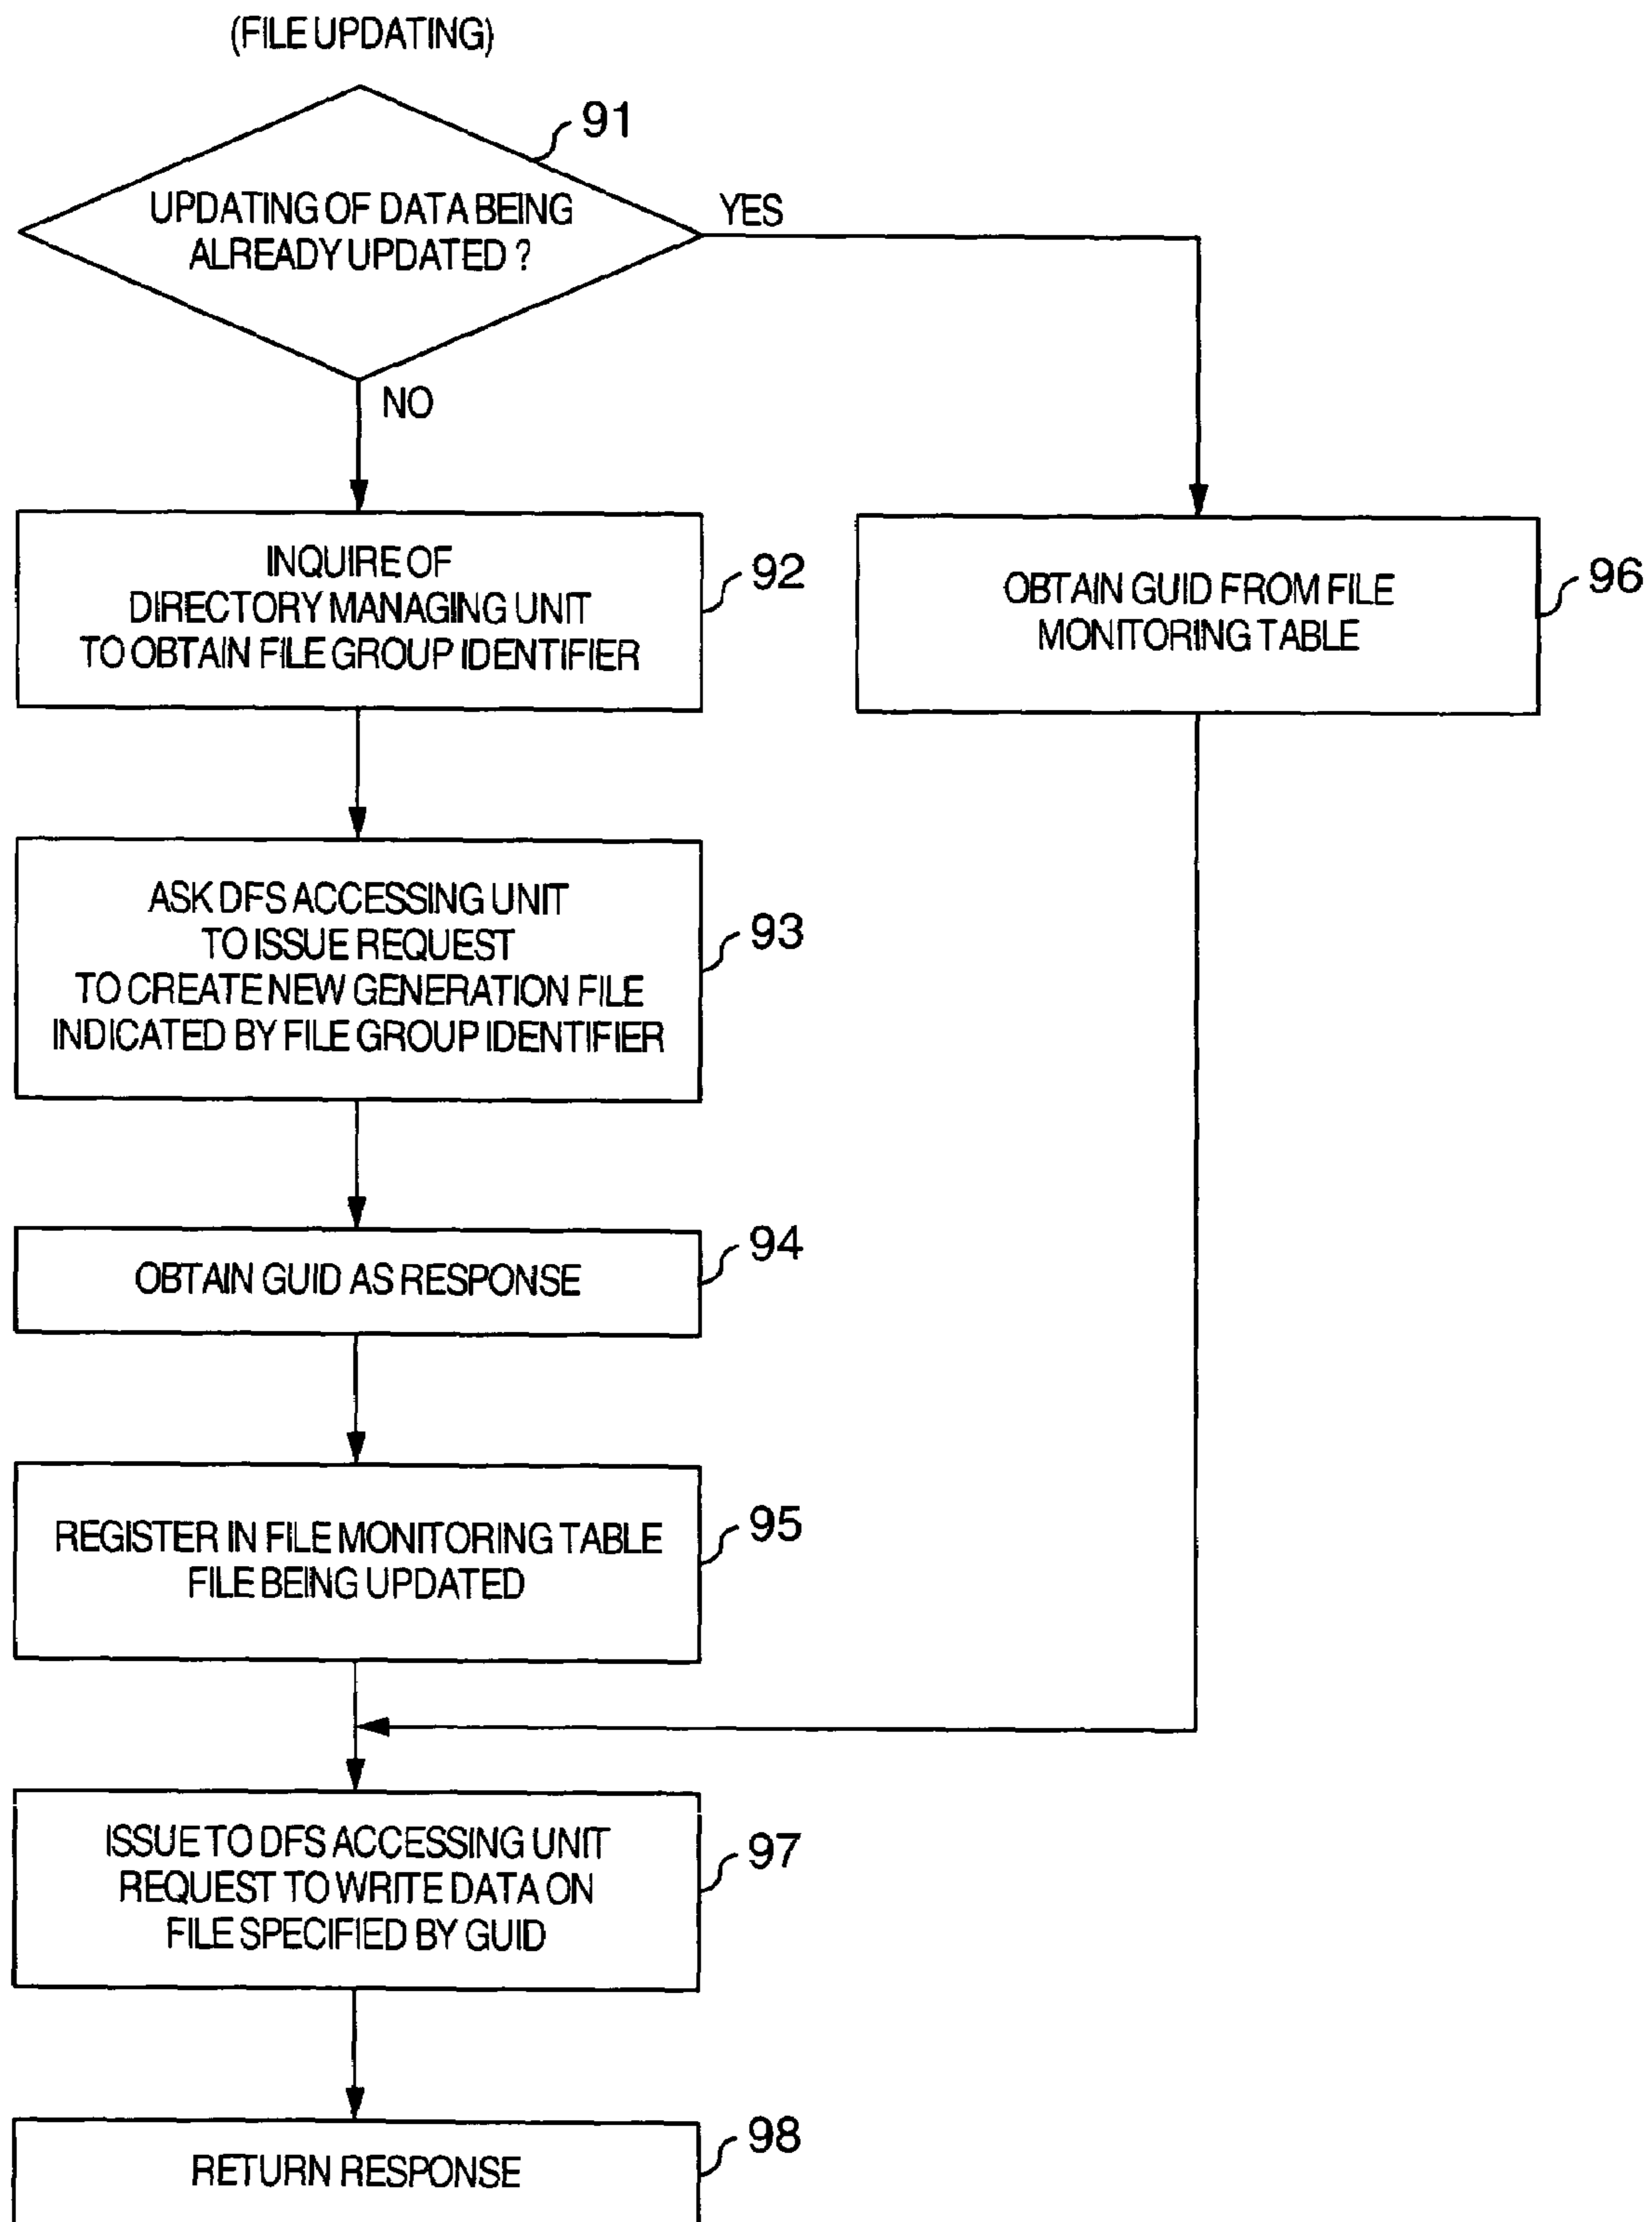 (FILE UPDATING)
91
UPDATING OF DATA BEING
ALREADY UPDATED ?
YES
NO
INQUIRE OF
DIRECTORY MANAGING UNIT
TO OBTAIN FILE GROUP IDENTIFIER
92
OBTAIN GUID FROM FILE
MONITORING TABLE
96
ASK DFS ACCESSING UNIT
TO ISSUE REQUEST
TO CREATE NEW GENERATION FILE
INDICATED BY FILE GROUP IDENTIFIER
93
OBTAIN GUID AS RESPONSE
94
REGISTER IN FILE MONITORING TABLE
FILE BEING UPDATED
95
ISSUE TO DFS ACCESSING UNIT
REQUEST TO WRITE DATA ON
FILE SPECIFIED BY GUID
97
RETURN RESPONSE
98